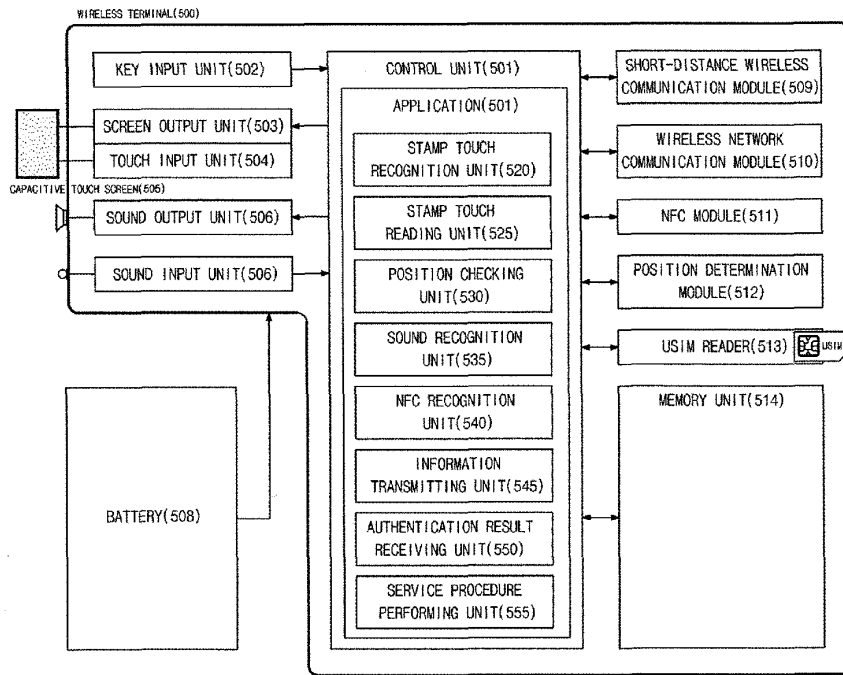 WIRELESS TERMINAL(500)
KEY INPUT UNIT(502)
SCREEN OUTPUT UNIT(503)
TOUCH INPUT UNIT(504)
CAPACITIVE TOUCH SCREEN(505)
SOUND OUTPUT UNIT(506)
SOUND INPUT UNIT(506)
BATTERY(508)
CONTROL UNIT(501)
APPLICATION(501)
STAMP TOUCH
RECOGNITION UNIT(520)
STAMP TOUCH
READING UNIT(525)
POSITION CHECKING
UNIT(530)
SOUND RECOGNITION
UNIT(535)
NFC RECOGNITION
UNIT(540)
INFORMATION
TRANSMITTING UNIT(545)
AUTHENTICATION RESULT
RECEIVING UNIT(550)
SERVICE PROCEDURE
PERFORMING UNIT(555)
SHORT-DISTANCE WIRELESS
COMMUNICATION MODULE(509)
WIRELESS NETWORK
COMMUNICATION MODULE(510)
NFC MODULE(511)
POSITION DETERMINATION
MODULE(512)
USIM READER(513)
USIM
MEMORY UNIT(514)